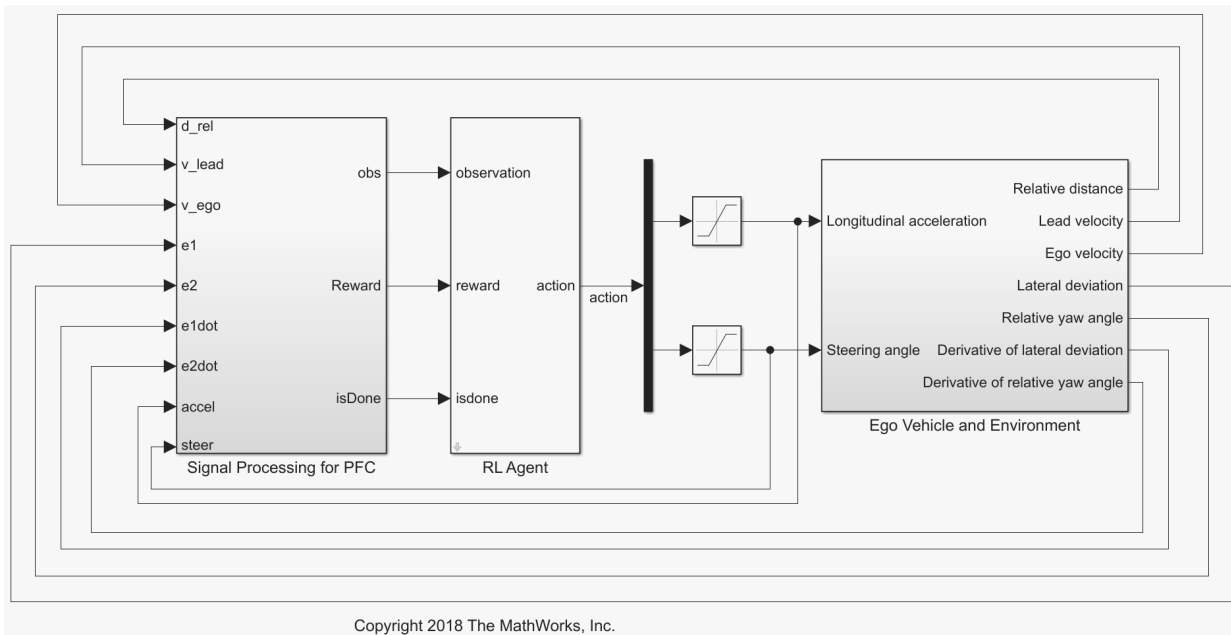 d_rel
v_lead
v_ego
e1
e2
e1dot
e2dot
accel
steer
obs
Reward
isDone
Signal Processing for PFC
observation
reward
isdone
action
RL Agent
action
Longitudinal acceleration
Steering angle
Relative distance
Lead velocity
Ego velocity
Lateral deviation
Relative yaw angle
Derivative of lateral deviation
Derivative of relative yaw angle
Ego Vehicle and Environment
Copyright 2018 The MathWorks, Inc.